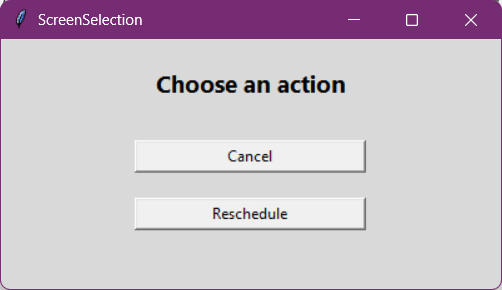 ScreenSelection
Choose an action
Cancel
Reschedule